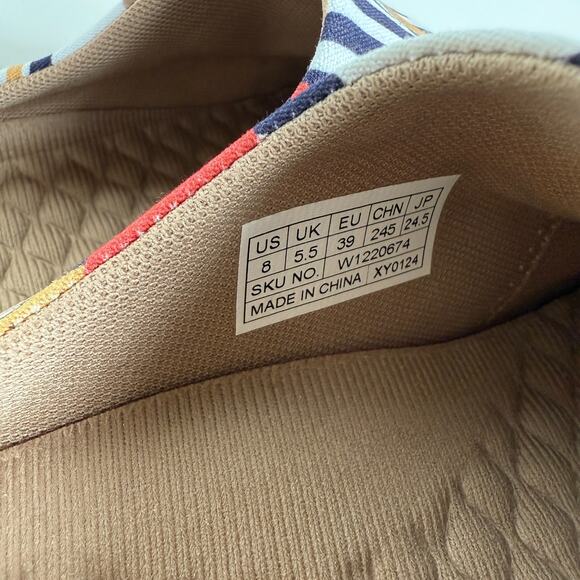 US UK EU CHN JP
8 5.5 39 245 24.5
SKU NO. W1220674
MADE IN CHINA XY0124